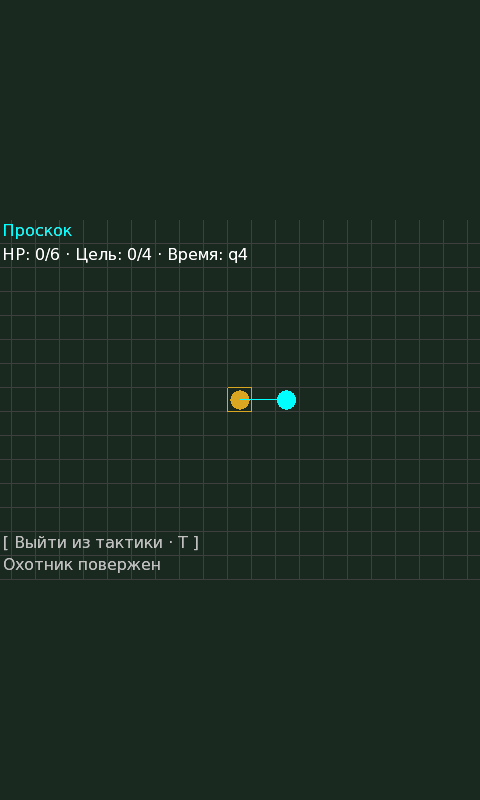 Проскок
HP: 0/6 · Цель: 0/4 · Время: q4
[ Выйти из тактики · T ]
Охотник повержен